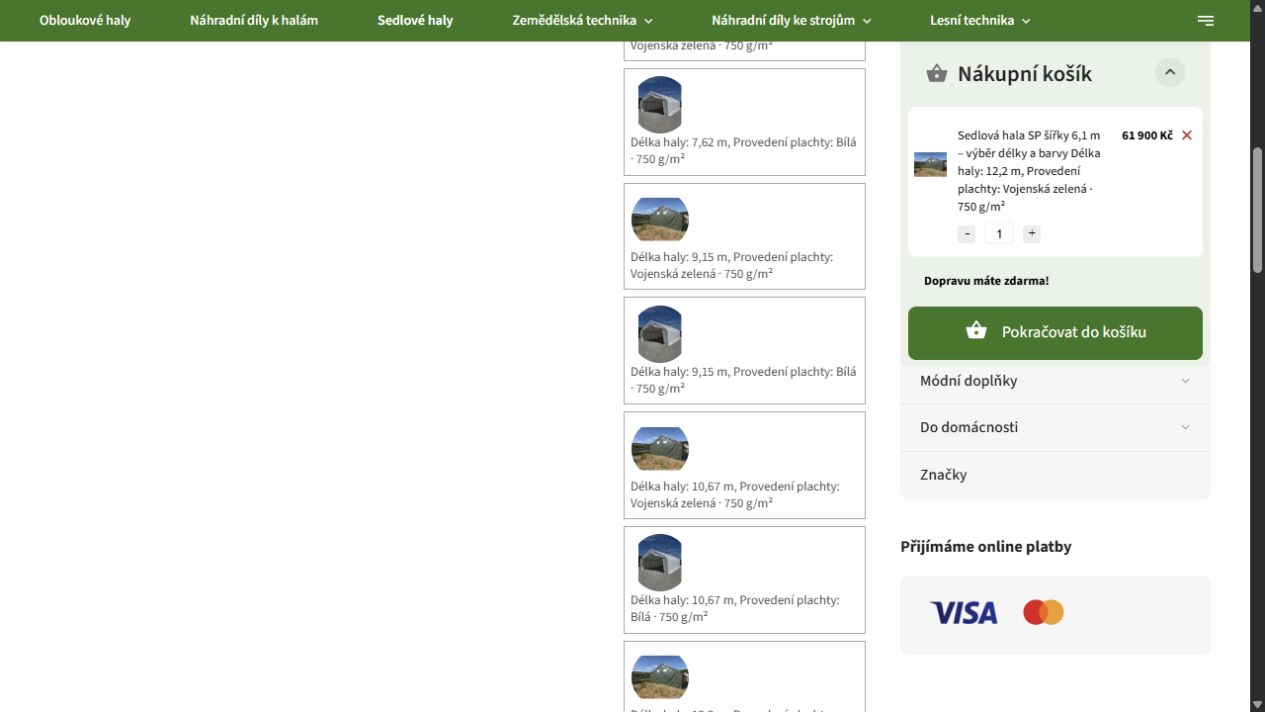 Obloukové haly
Náhradní díly k halám
Sedlové haly
Zemědělská technika
Náhradní díly ke strojům
Lesní technika
Vojenská zelená · 750 g/m²
Délka haly: 7,62 m, Provedení plachty: Bílá
· 750 g/m²
Délka haly: 9,15 m, Provedení plachty:
Vojenská zelená · 750 g/m²
Délka haly: 9,15 m, Provedení plachty: Bílá
· 750 g/m²
Délka haly: 10,67 m, Provedení plachty:
Vojenská zelená · 750 g/m²
Délka haly: 10,67 m, Provedení plachty:
Bílá · 750 g/m²
Nákupní košík
Sedlová hala SP šířky 6,1 m
– výběr délky a barvy Délka
haly: 12,2 m, Provedení
plachty: Vojenská zelená ·
750 g/m²
61 900 Kč
- 1 +
Dopravu máte zdarma!
Pokračovat do košíku
Módní doplňky
Do domácnosti
Značky
Přijímáme online platby
VISA